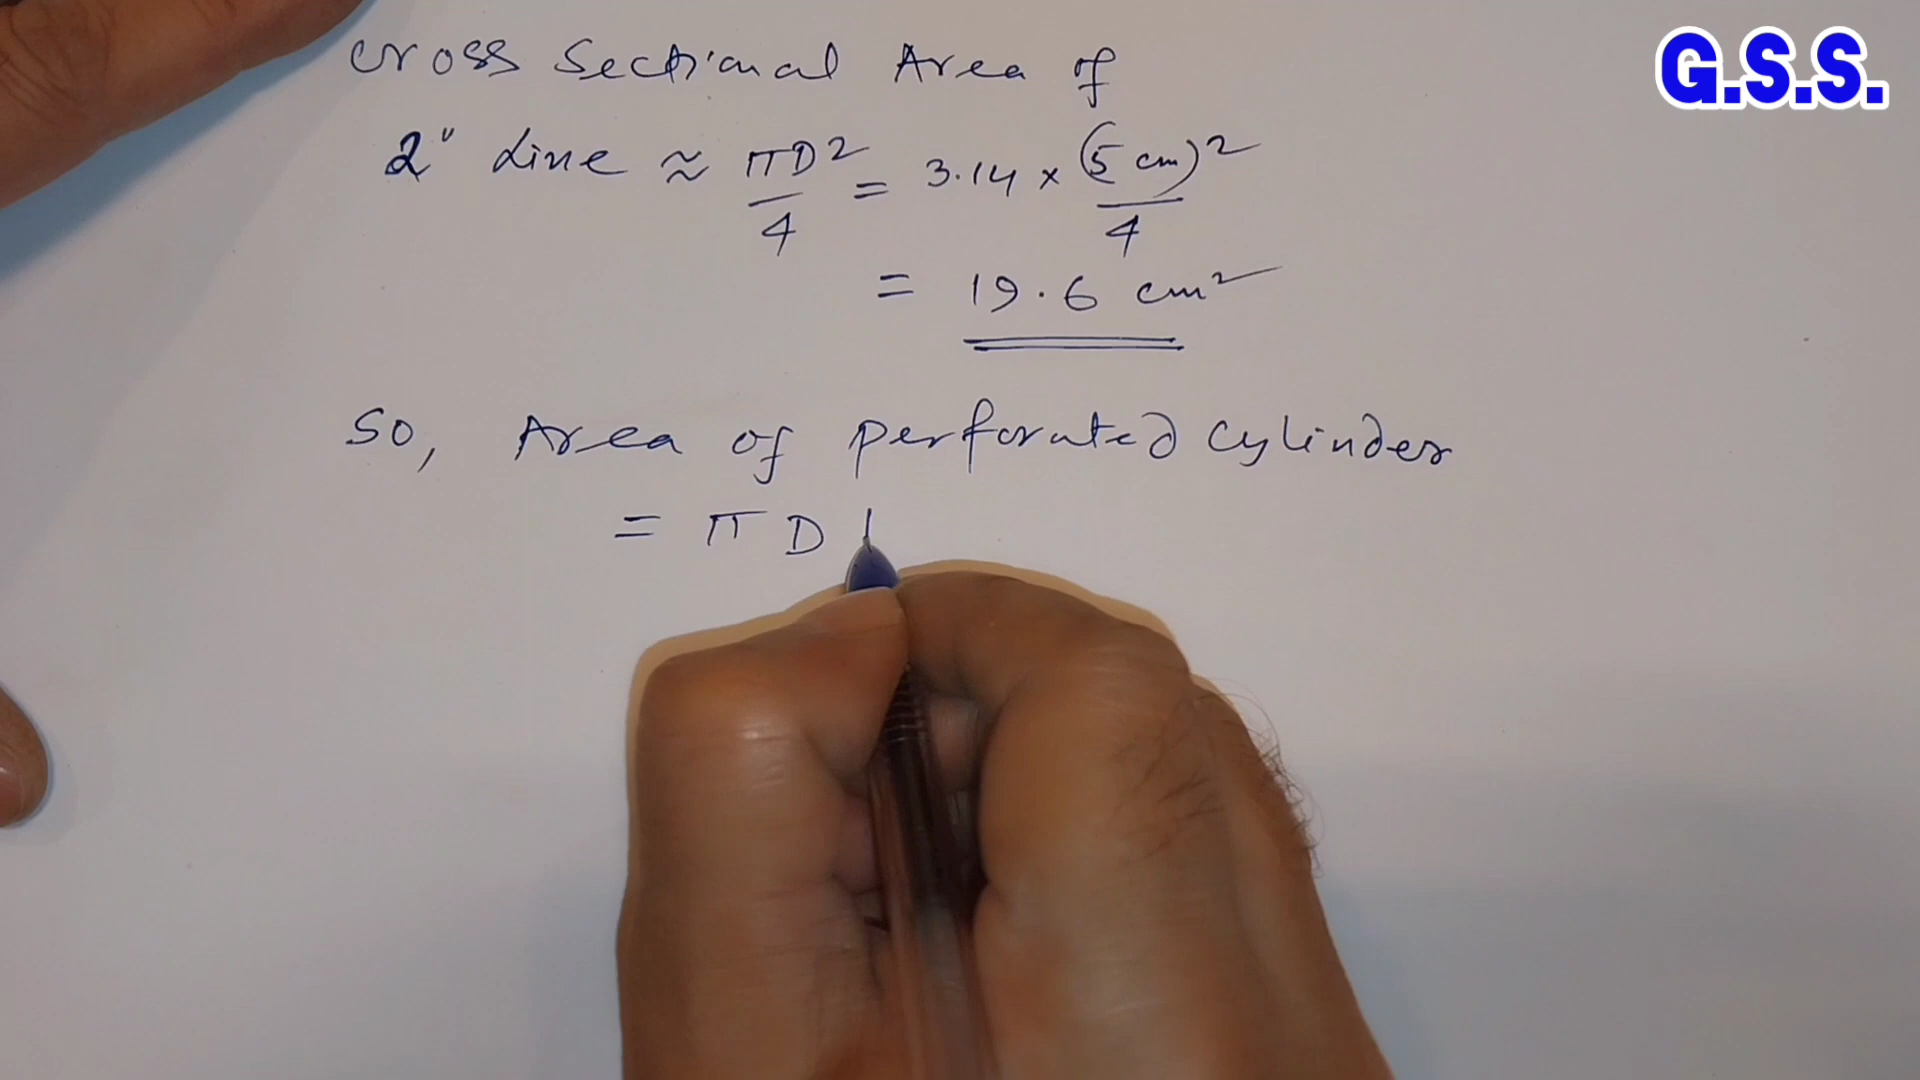 G.S.S.
Cross Sectional Area of
2" Line ≈ πD²/4 = 3.14 × (5 cm)²/4
= 19.6 cm²
So, Area of perforated cylinder
= π D